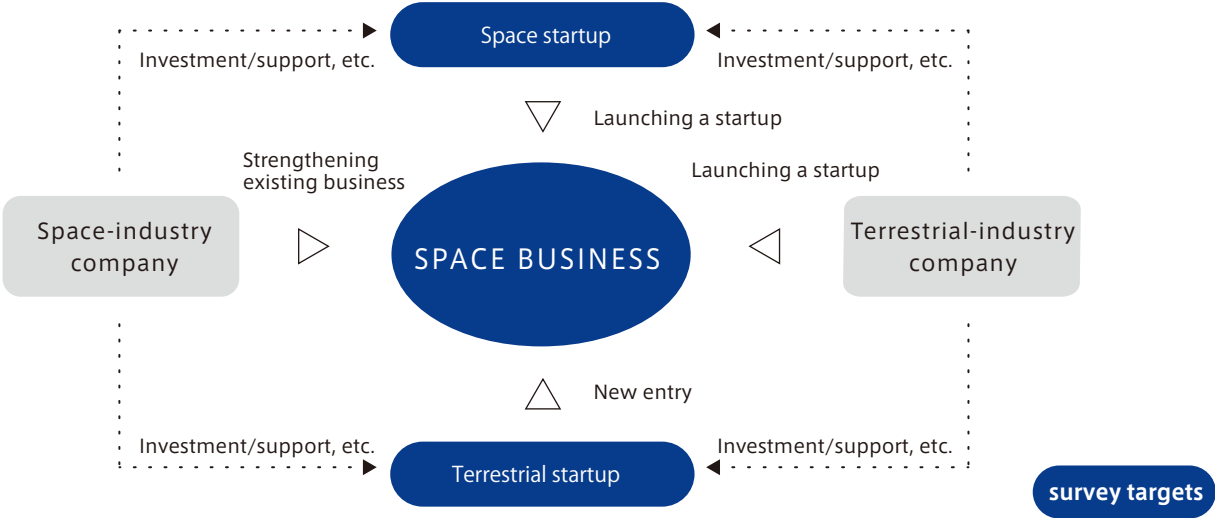 Space startup
Investment/support, etc.
Investment/support, etc.
Launching a startup
Strengthening
existing business
Launching a startup
Space-industry
company
SPACE BUSINESS
Terrestrial-industry
company
New entry
Investment/support, etc.
Investment/support, etc.
Terrestrial startup
survey targets